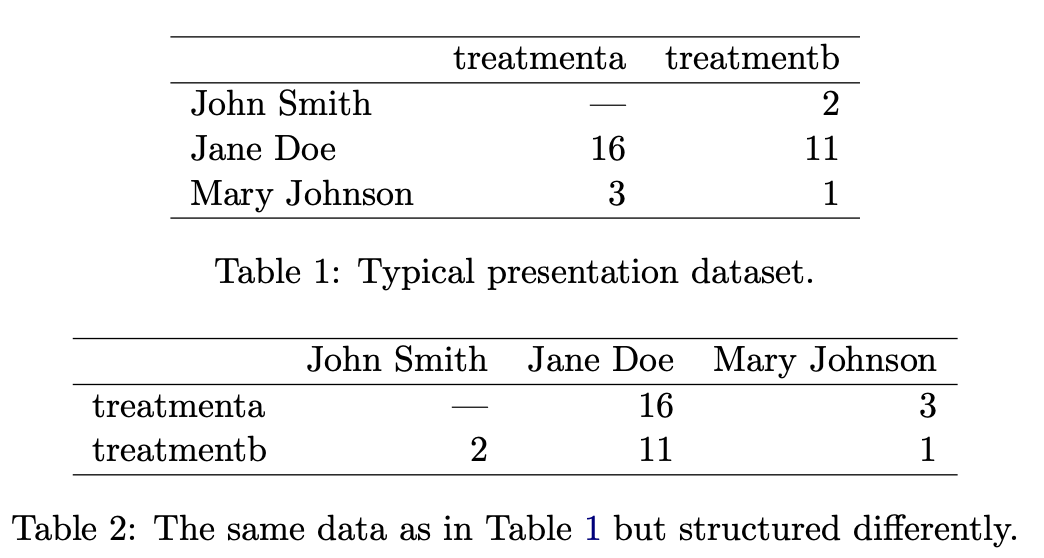 treatmenta treatmentb
John Smith — 2
Jane Doe 16 11
Mary Johnson 3 1
Table 1: Typical presentation dataset.
John Smith Jane Doe Mary Johnson
treatmenta — 16 3
treatmentb 2 11 1
Table 2: The same data as in Table 1 but structured differently.